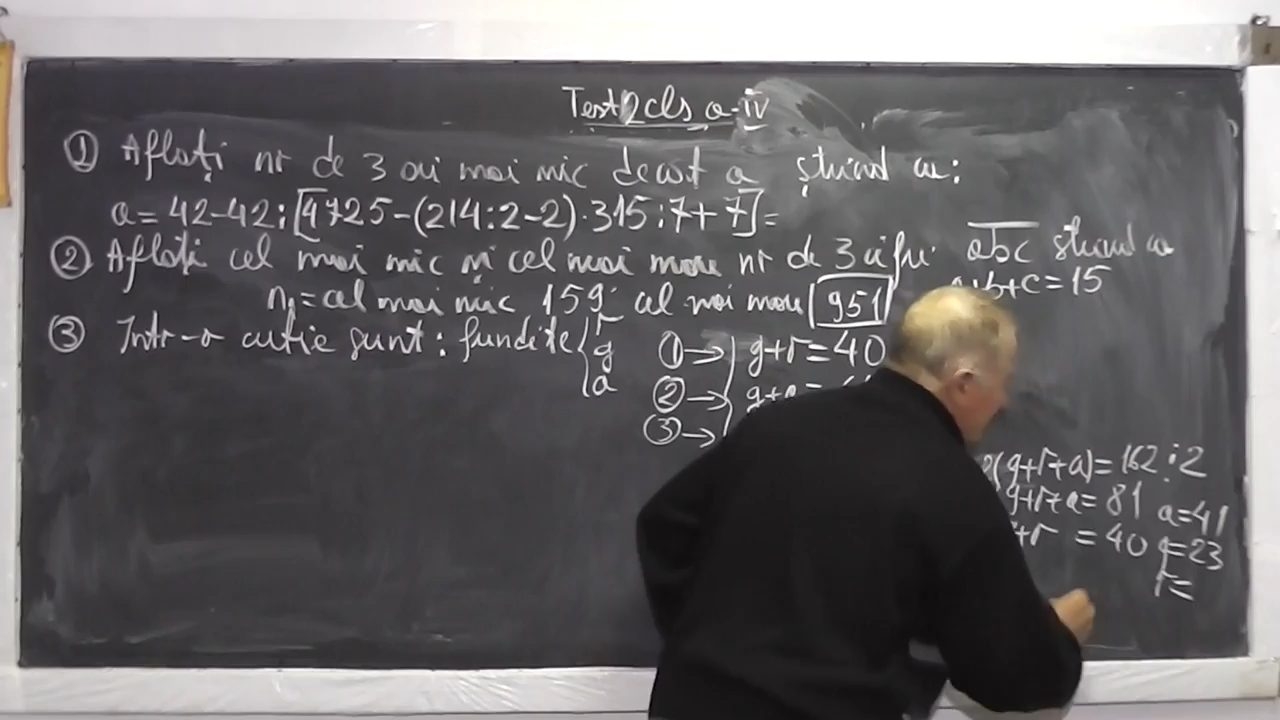 Test 2 cls a-IV
① Aflați nr de 3 ori mai mic decât a știind că:
a = 42-42:[4725-(214:2-2)·315:7+7]=
② Aflați cel mai mic și cel mai mare nr de 3 cifre abc știind că
a+b+c=15
n₁=cel mai mic 159 cel mai mare 951
③ Intr-o cutie sunt: fundițe { r
g
a
①→ g+r=40
②→ g+a=
③→
2(g+r+a)=162:2
g+r+a=81 a=41
+r =40 g=23
r=